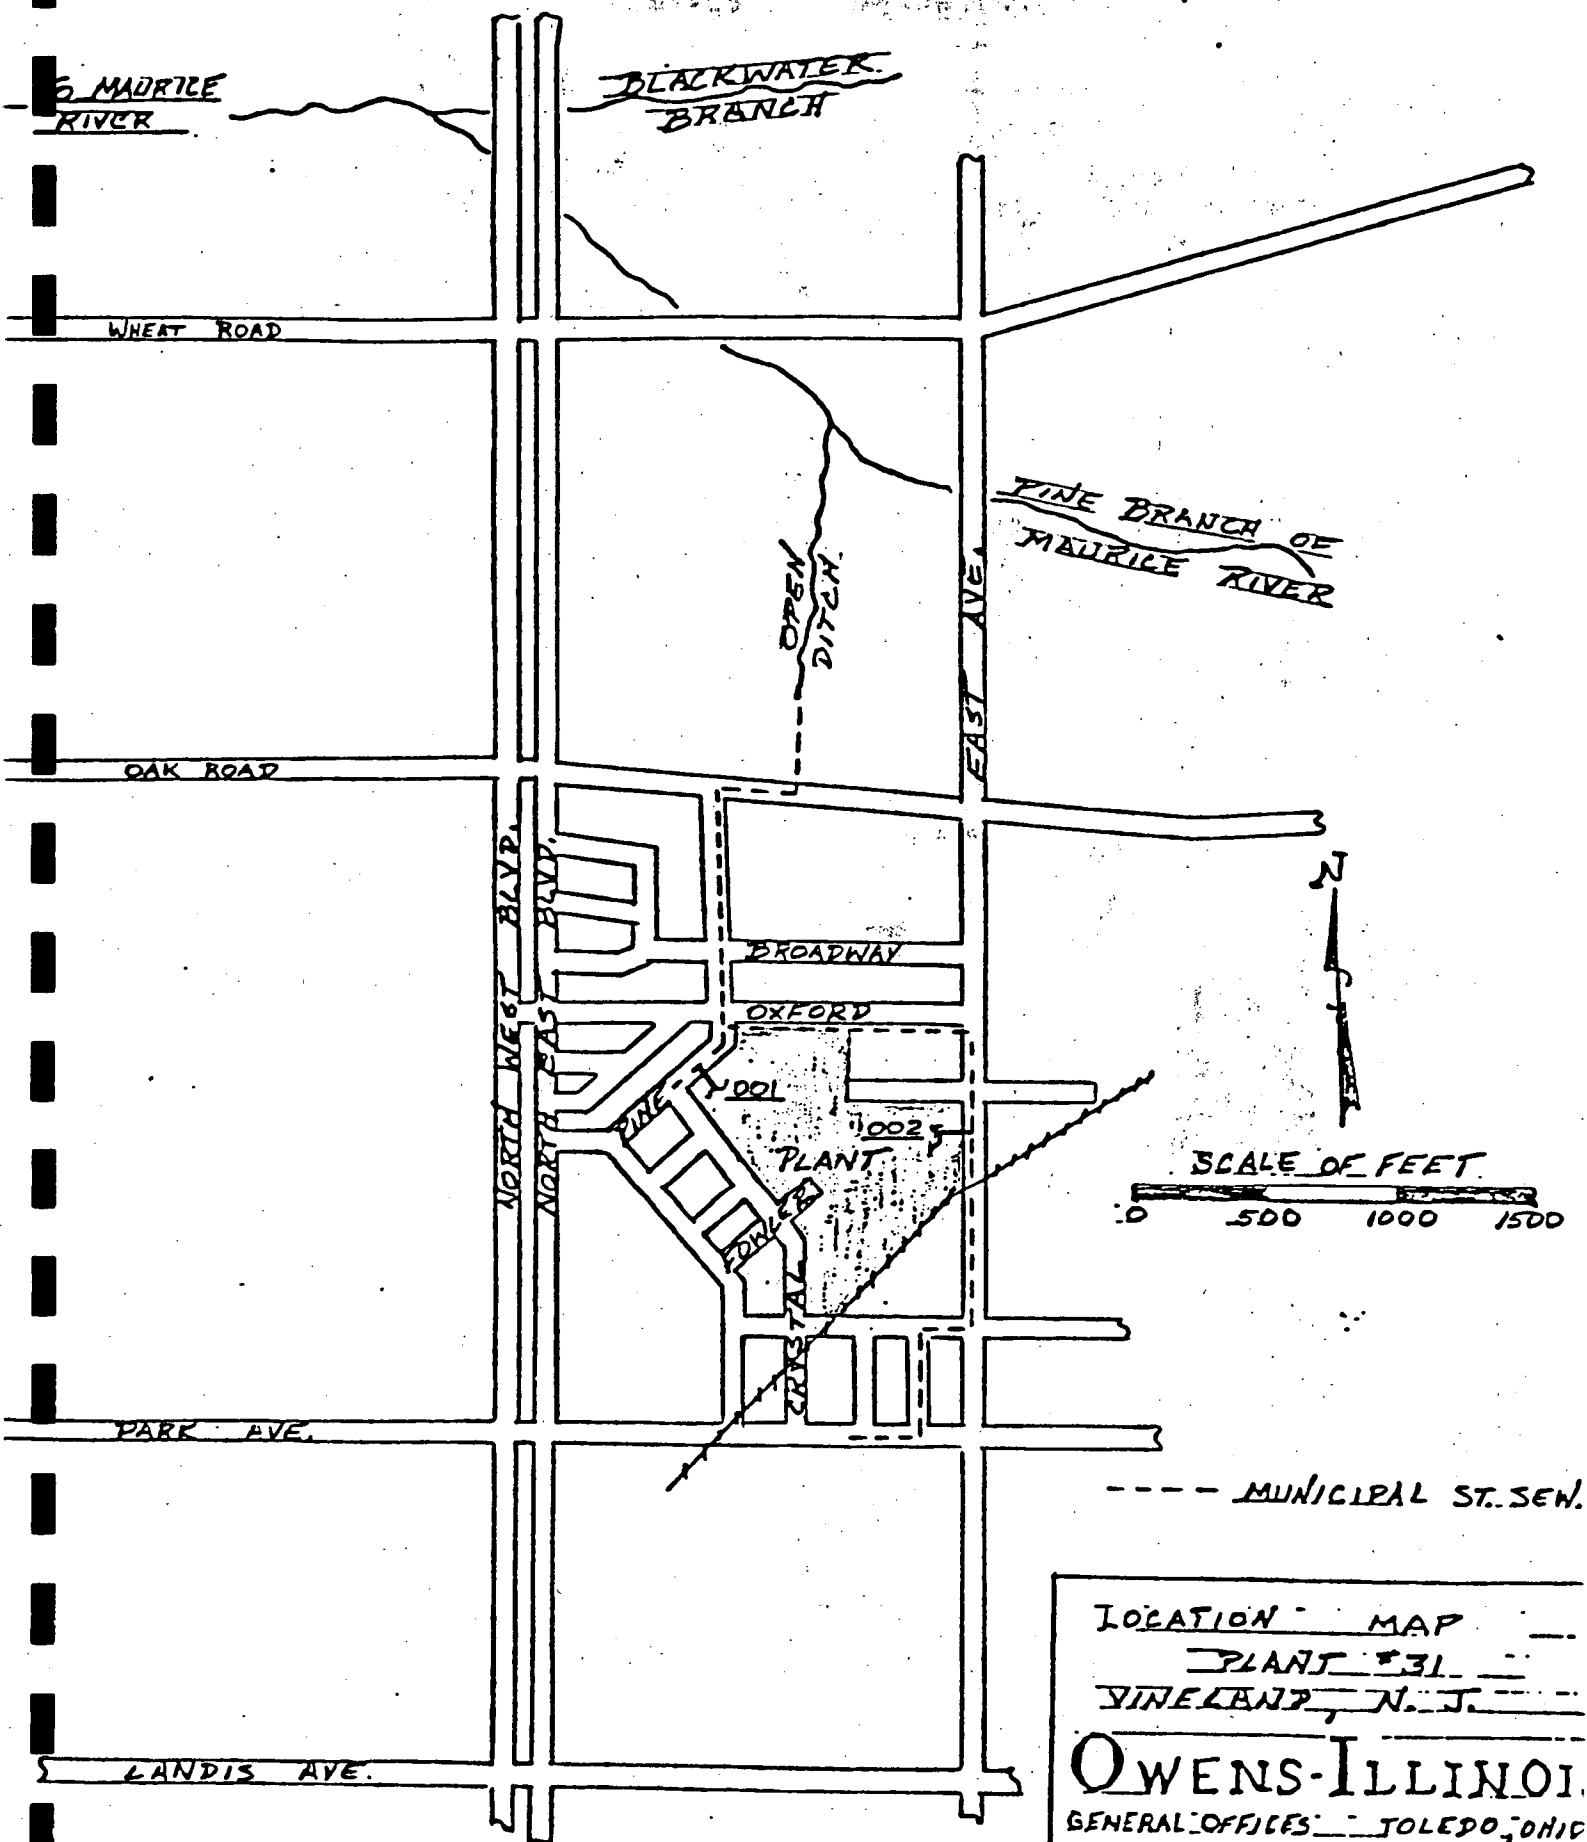 MAURICE
RIVER
BLACKWATER
BRANCH
WHEAT ROAD
PINE BRANCH OF
MAURICE RIVER
OPEN
DITCH
EAST AVE.
OAK ROAD
NORTH WEST BLVD.
NORTH EAST BLVD.
BROADWAY
OXFORD
PINE
001
002
PLANT
FOWLER
CRYSTAL
N
SCALE OF FEET
0 500 1000 1500
PARK AVE.
MUNICIPAL ST. SEW.
LOCATION MAP
PLANT #31
VINELAND, N. J.
OWENS-ILLINOI
GENERAL OFFICES TOLEDO, OHIO
LANDIS AVE.